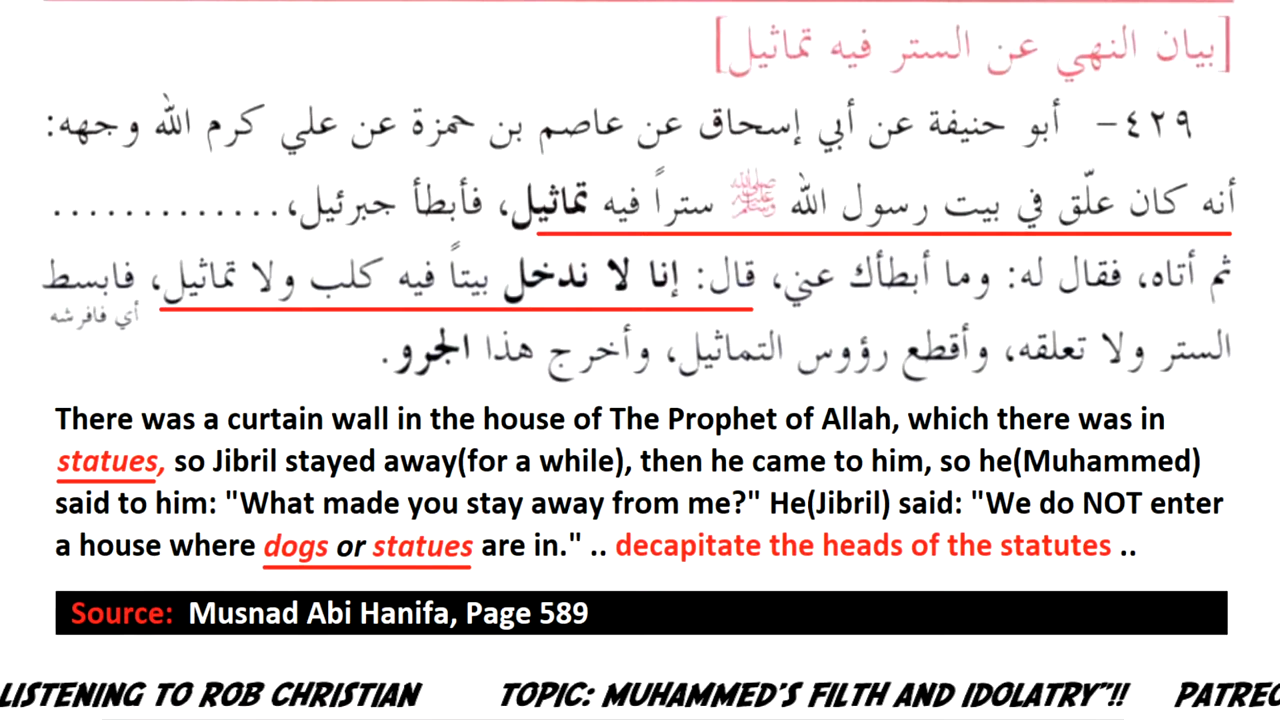 [بيان النهي عن الستر فيه تماثيل]
٤٢٩- أبو حنيفة عن أبي إسحاق عن عاصم بن حمزة عن علي كرم الله وجهه:
أنه كان علّق في بيت رسول الله ﷺ ستراً فيه تماثيل، فأبطأ جبرئيل، .............
ثم أتاه، فقال له: وما أبطأك عني، قال: إنا لا ندخل بيتاً فيه كلب ولا تماثيل، فابسط
أي فافرشه
الستر ولا تعلقه، وأقطع رؤوس التماثيل، وأخرج هذا الجرو.
There was a curtain wall in the house of The Prophet of Allah, which there was in
statues, so Jibril stayed away(for a while), then he came to him, so he(Muhammed)
said to him: "What made you stay away from me?" He(Jibril) said: "We do NOT enter
a house where dogs or statues are in." .. decapitate the heads of the statutes ..
Source: Musnad Abi Hanifa, Page 589
LISTENING TO ROB CHRISTIAN TOPIC: MUHAMMED'S FILTH AND IDOLATRY"!! PATREO